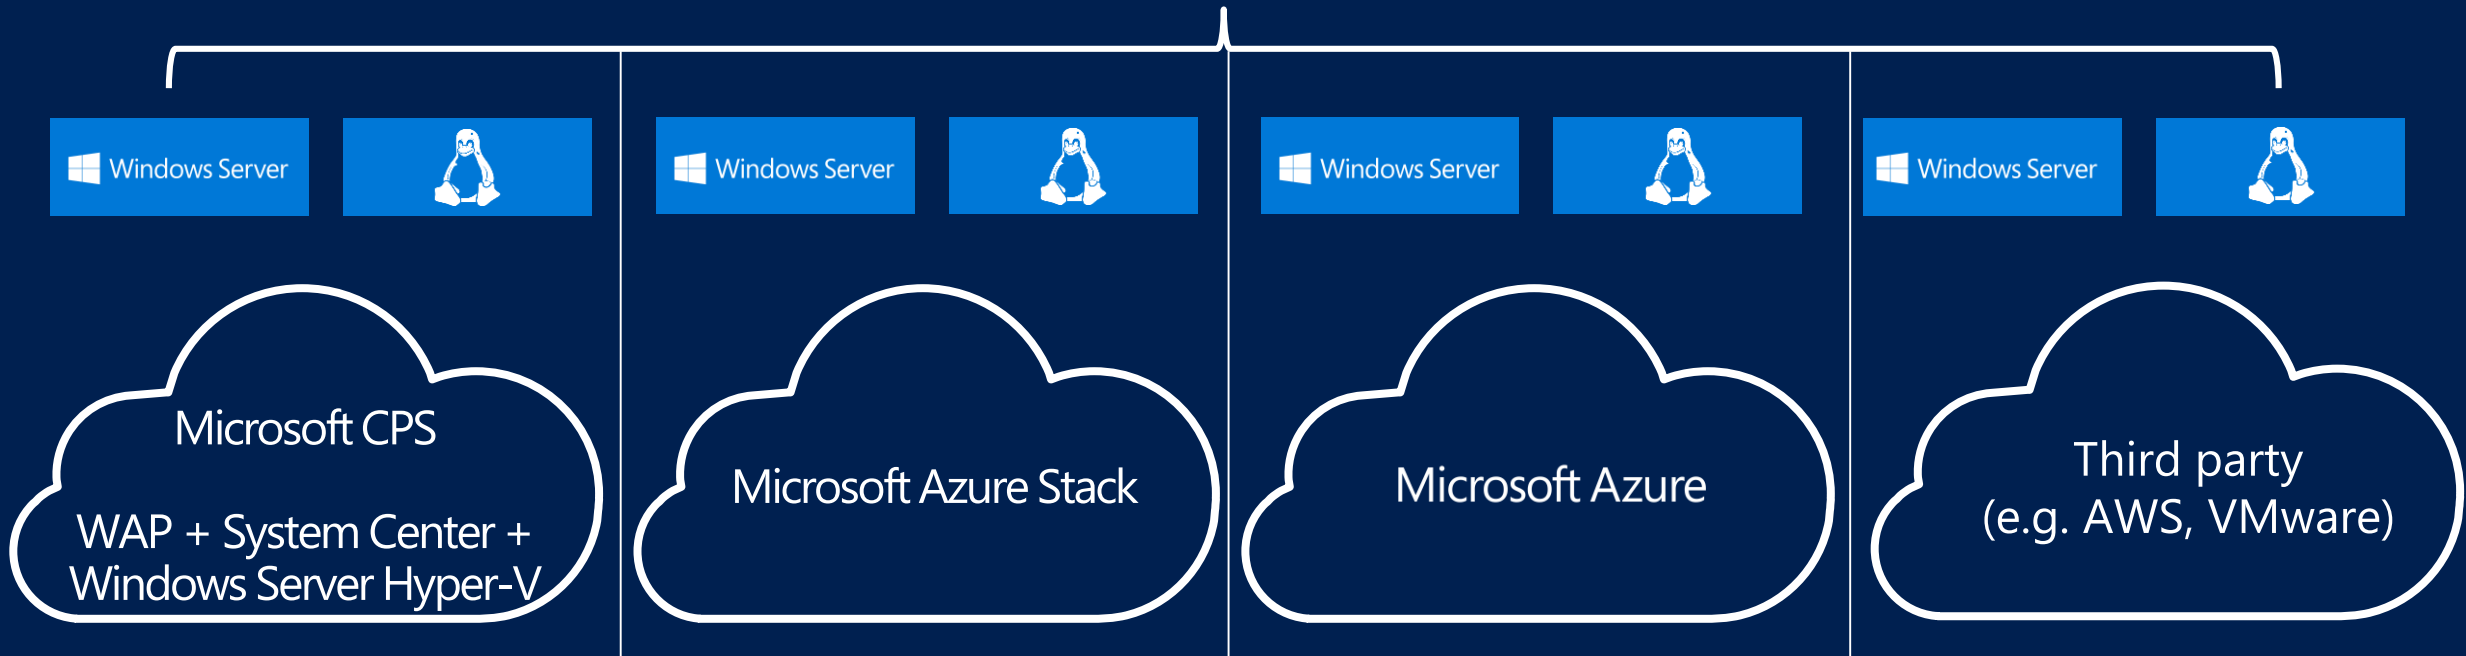 Windows Server
Windows Server
Windows Server
Windows Server
Microsoft CPS
WAP + System Center +
Windows Server Hyper-V
Microsoft Azure Stack
Microsoft Azure
Third party
(e.g. AWS, VMware)